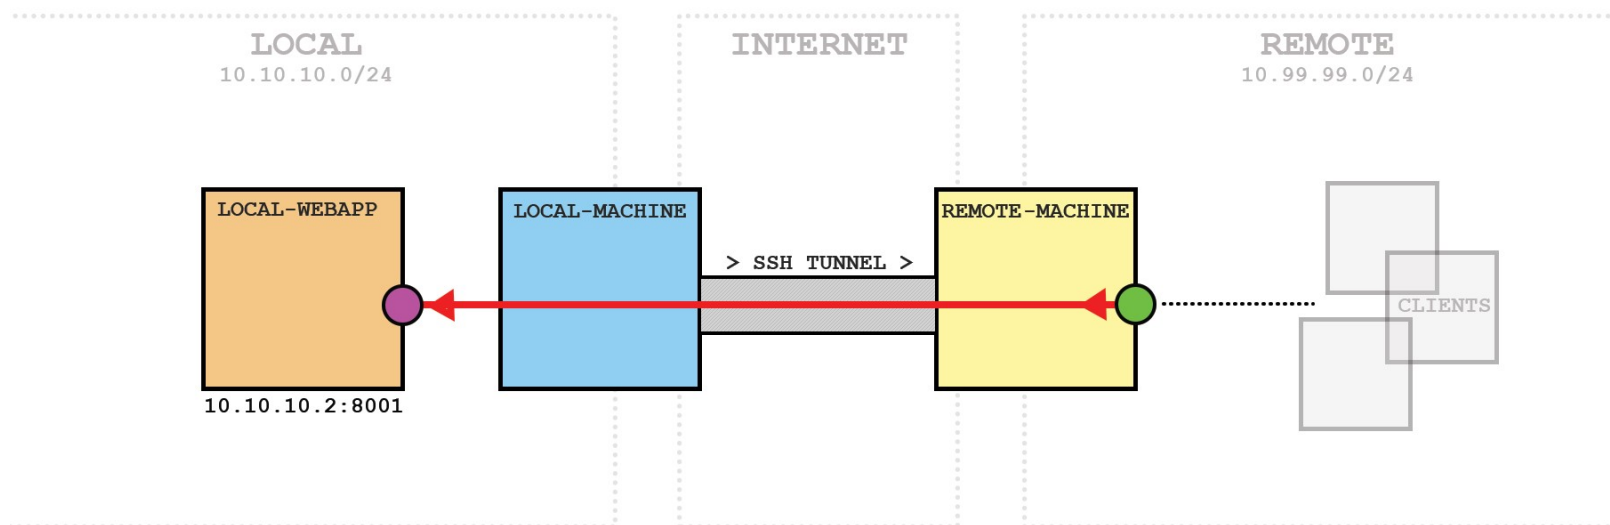 LOCAL
10.10.10.0/24
INTERNET
REMOTE
10.99.99.0/24
LOCAL-WEBAPP
LOCAL-MACHINE
REMOTE-MACHINE
> SSH TUNNEL >
CLIENTS
10.10.10.2:8001